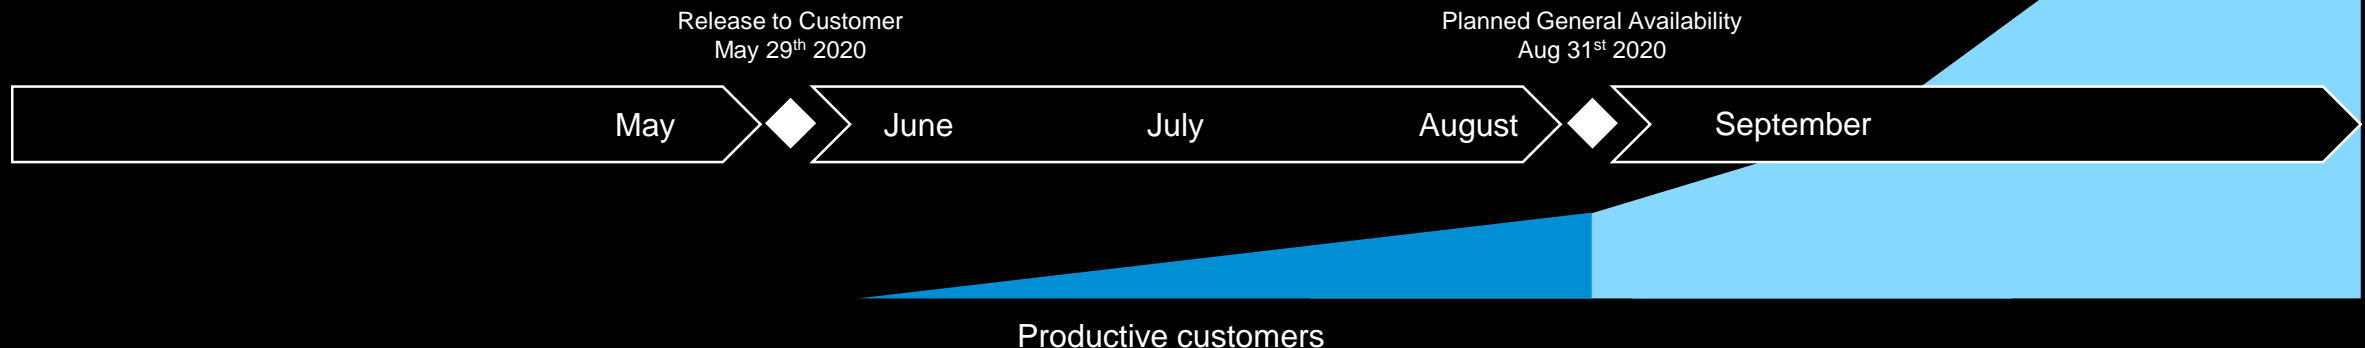 Release to Customer
May 29th 2020
Planned General Availability
Aug 31st 2020
May
June
July
August
September
Productive customers